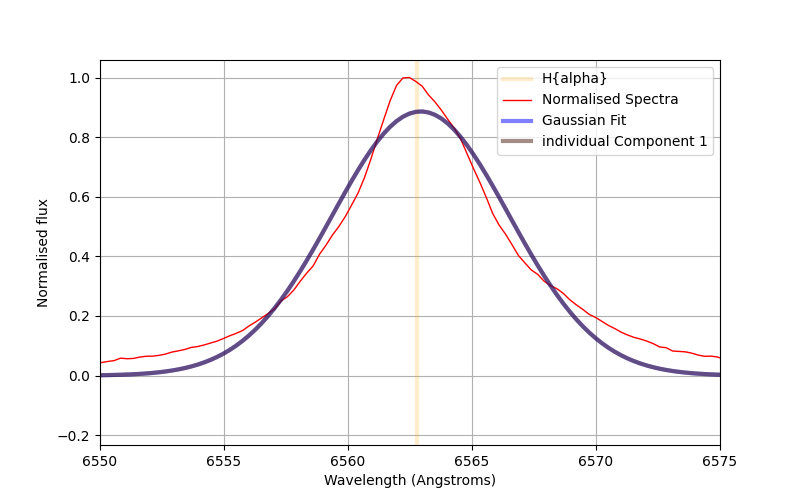 H{alpha}
Normalised Spectra
Gaussian Fit
individual Component 1
Normalised flux
1.0
0.8
0.6
0.4
0.2
0.0
−0.2
6550 6555 6560 6565 6570 6575
Wavelength (Angstroms)